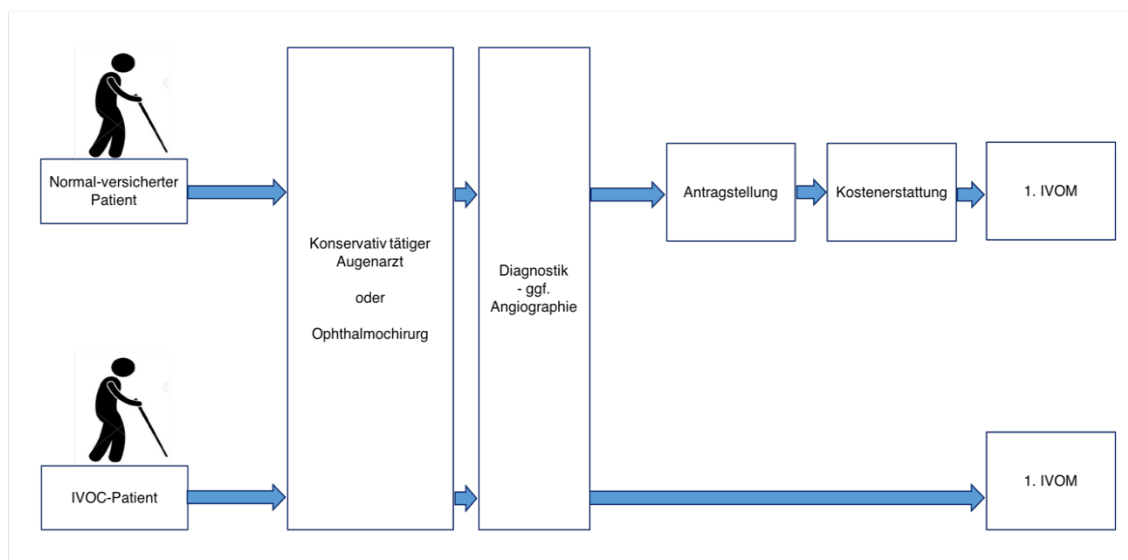 Normal-versicherter
Patient
Konservativ tätiger
Augenarzt
oder
Ophthalmochirurg
Diagnostik
- ggf.
Angiographie
Antragstellung
Kostenerstattung
1. IVOM
IVOC-Patient
1. IVOM